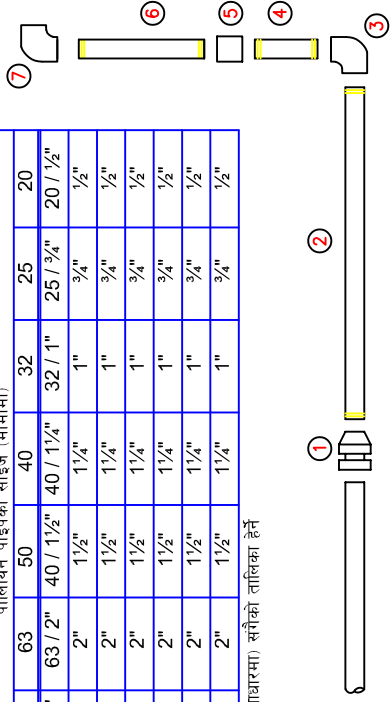 पाइपको साइज
63 50 40 32 25 20
63 / 2" 40 / 1½" 40 / 1¼" 32 / 1" 25 / ¾" 20 / ½"
2" 1½" 1¼" 1" ¾" ½"
2" 1½" 1¼" 1" ¾" ½"
2" 1½" 1¼" 1" ¾" ½"
2" 1½" 1¼" 1" ¾" ½"
2" 1½" 1¼" 1" ¾" ½"
2" 1½" 1¼" 1" ¾" ½"
ाधारमा) संगैको तालिका हेर्ने
1
2
3
4
5
6
7